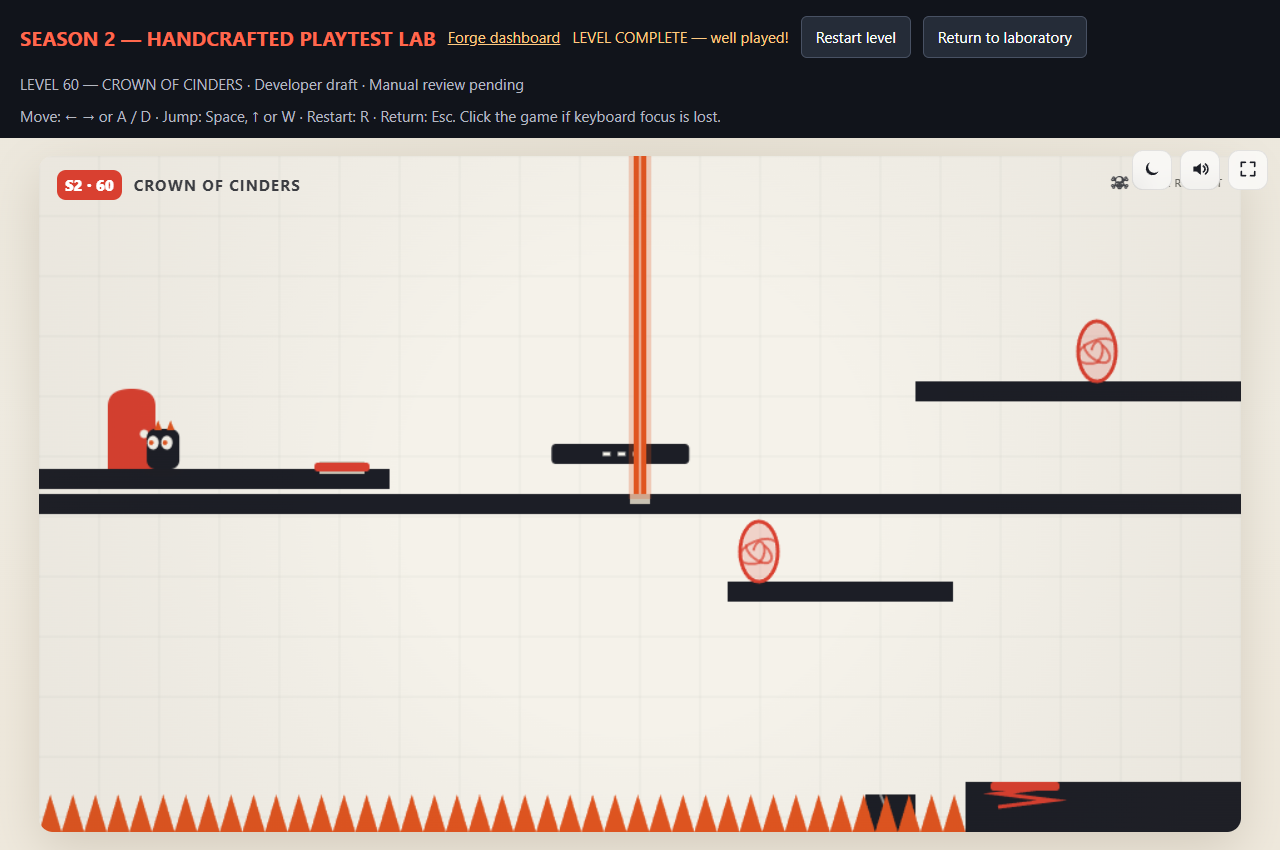 SEASON 2 — HANDCRAFTED PLAYTEST LAB Forge dashboard LEVEL COMPLETE — well played! Restart level Return to laboratory
LEVEL 60 — CROWN OF CINDERS · Developer draft · Manual review pending
Move: ← → or A / D · Jump: Space, ↑ or W · Restart: R · Return: Esc. Click the game if keyboard focus is lost.
S2 · 60 CROWN OF CINDERS